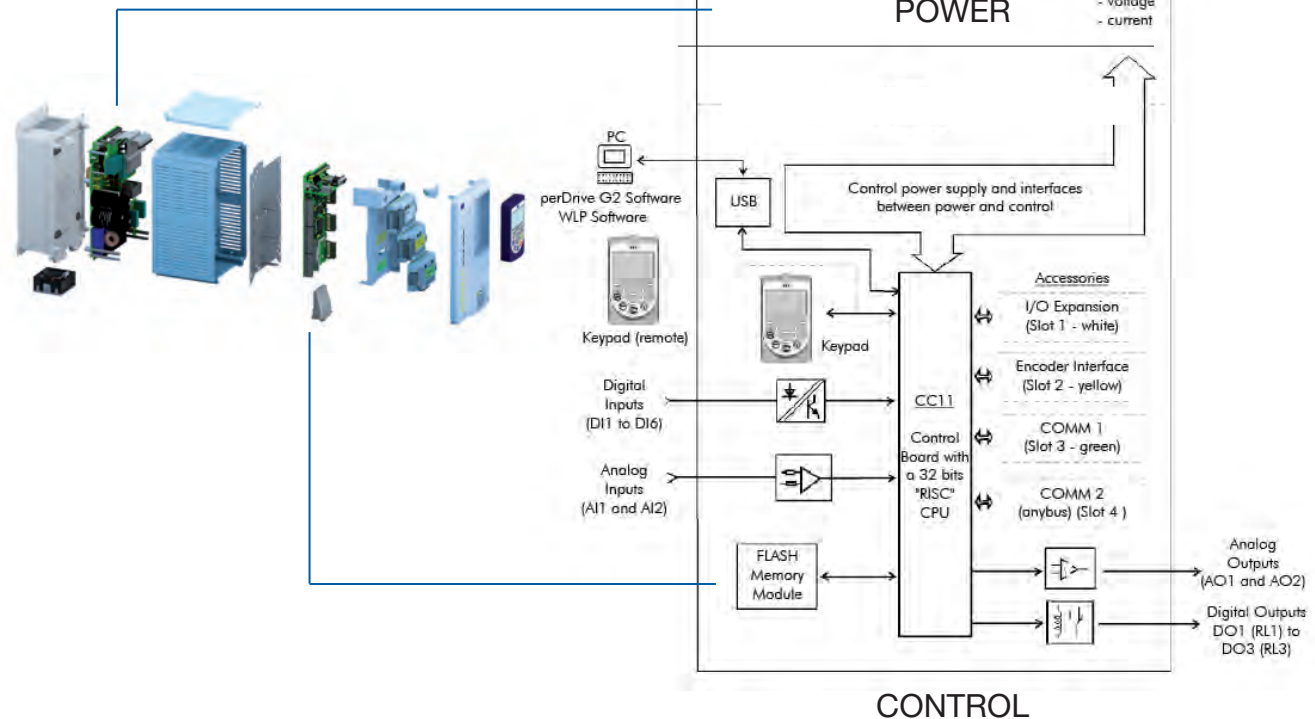 POWER
- voltage
- current
PC
perDrive G2 Software
WLP Software
USB
Control power supply and interfaces
between power and control
Keypad (remote)
Keypad
Digital
Inputs
(DI1 to DI6)
Analog
Inputs
(AI1 and AI2)
FLASH
Memory
Module
CC11
Control
Board with
a 32 bits
"RISC"
CPU
Accessories
I/O Expansion
(Slot 1 - white)
Encoder Interface
(Slot 2 - yellow)
COMM 1
(Slot 3 - green)
COMM 2
(anybus) (Slot 4 )
Analog
Outputs
(AO1 and AO2)
Digital Outputs
DO1 (RL1) to
DO3 (RL3)
CONTROL